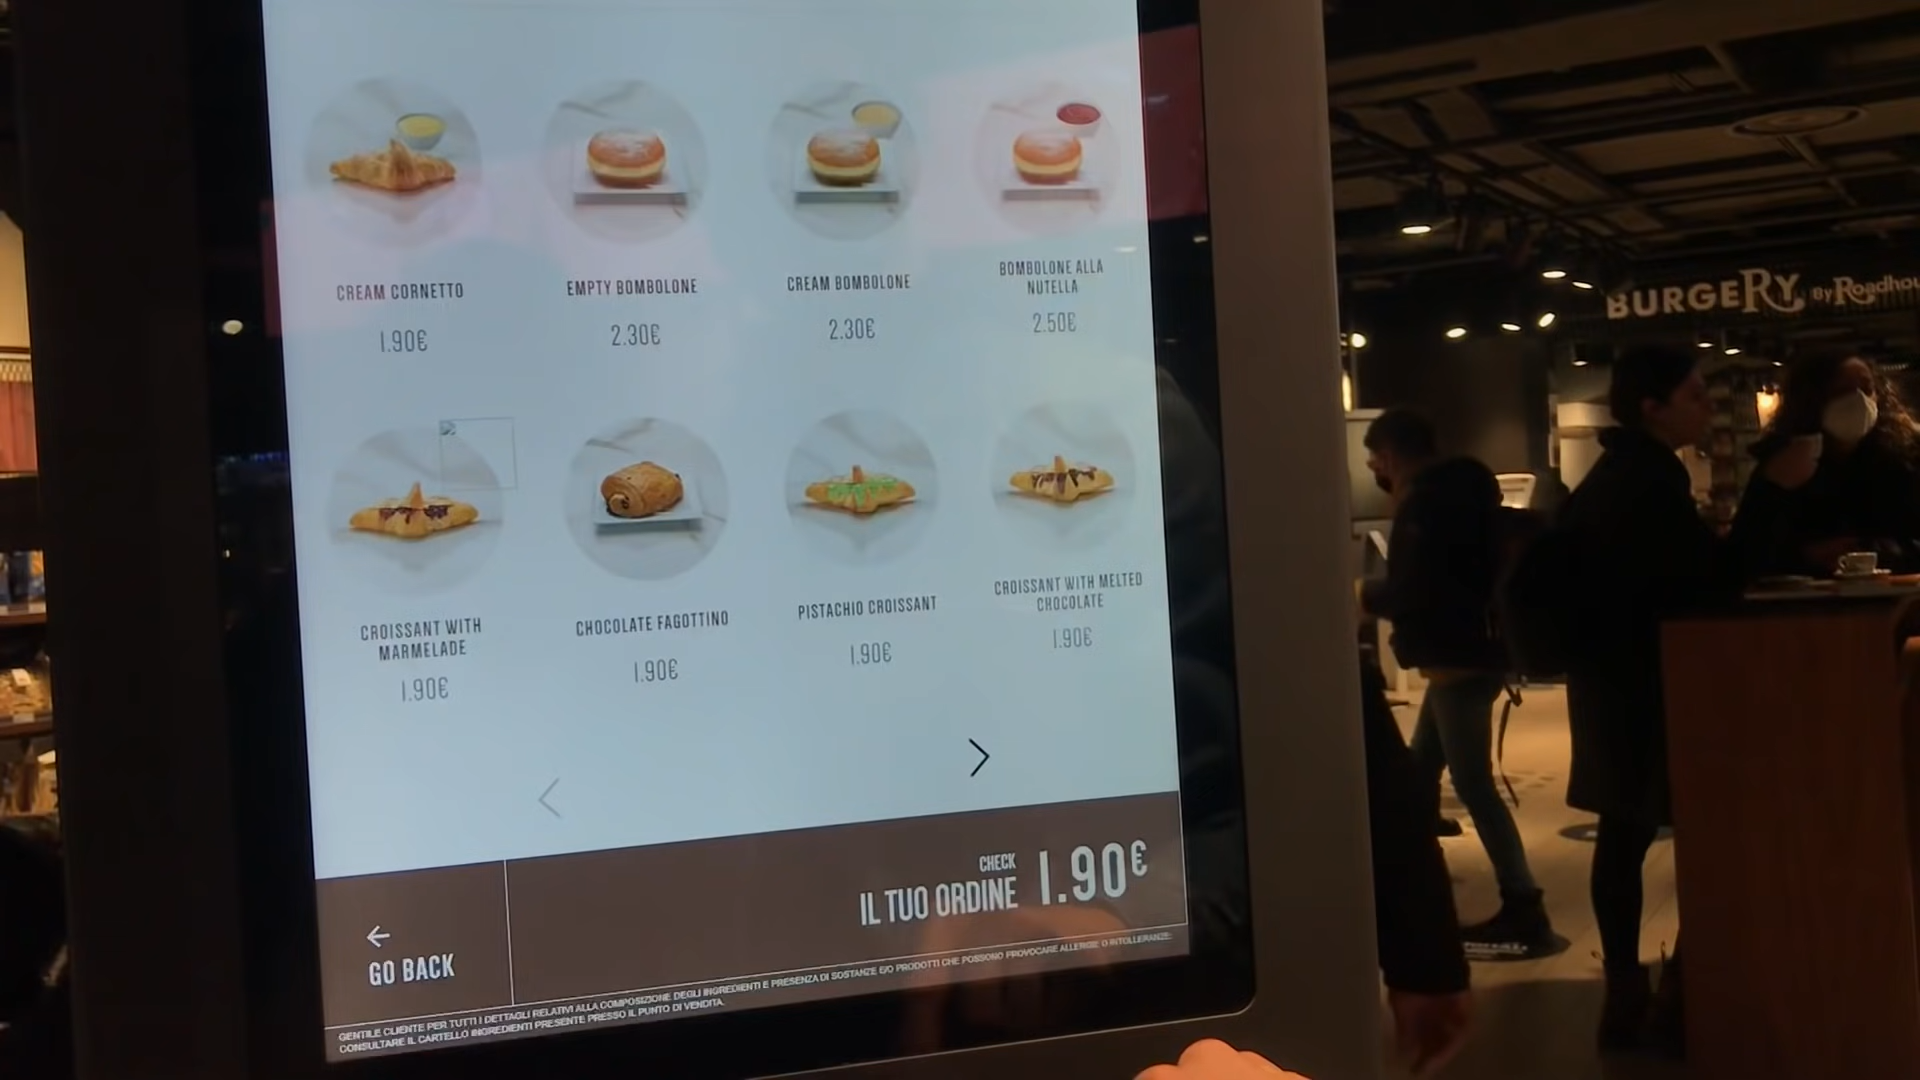 CREAM CORNETTO
1.90€
EMPTY BOMBOLONE
2.30€
CREAM BOMBOLONE
2.30€
BOMBOLONE ALLA
NUTELLA
2.50€
CROISSANT WITH
MARMELADE
1.90€
CHOCOLATE FAGOTTINO
1.90€
PISTACHIO CROISSANT
1.90€
CROISSANT WITH MELTED
CHOCOLATE
1.90€
GO BACK
CHECK
IL TUO ORDINE 1.90€
GENTILE CLIENTE PER TUTTI I DETTAGLI RELATIVI ALLA COMPOSIZIONE DEGLI INGREDIENTI E PRESENZA DI SOSTANZE E/O PRODOTTI CHE POSSONO PROVOCARE ALLERGIE O INTOLLERANZE:
CONSULTARE IL CARTELLO INGREDIENTI PRESENTE PRESSO IL PUNTO DI VENDITA.
BURGERY By Roadhou